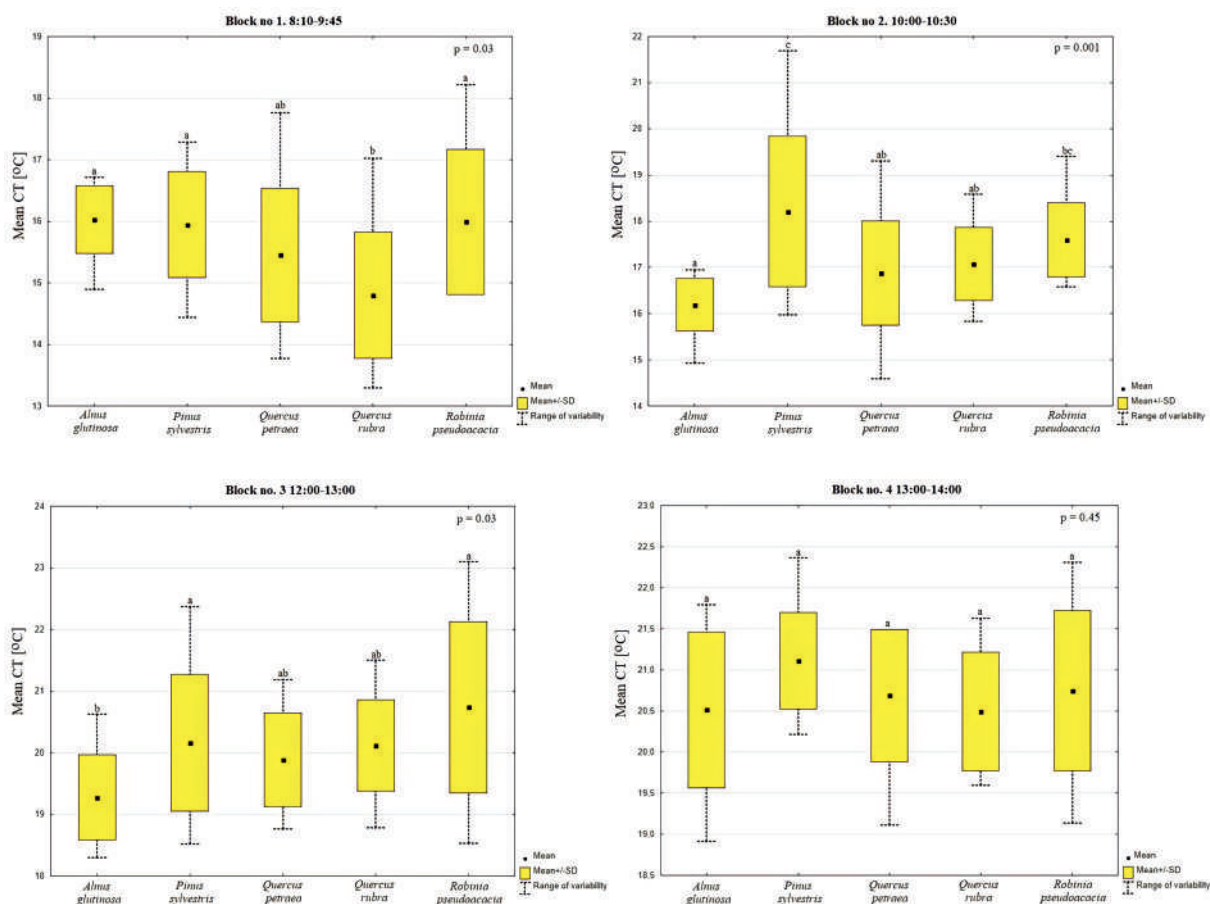 Block no 1. 8:10-9:45
p = 0.03
Mean CT [°C]
19
18
17
16
15
14
13
a
a
ab
b
a
Alnus glutinosa
Pinus sylvestris
Quercus petraea
Quercus rubra
Robinia pseudoacacia
Mean
Mean+/-SD
Range of variability
Block no 2. 10:00-10:30
p = 0.001
Mean CT [°C]
22
21
20
19
18
17
16
15
14
a
c
ab
ab
bc
Alnus glutinosa
Pinus sylvestris
Quercus petraea
Quercus rubra
Robinia pseudoacacia
Mean
Mean+/-SD
Range of variability
Block no. 3 12:00-13:00
p = 0.03
Mean CT [°C]
24
23
22
21
20
19
18
b
a
ab
ab
a
Alnus glutinosa
Pinus sylvestris
Quercus petraea
Quercus rubra
Robinia pseudoacacia
Mean
Mean+/-SD
Range of variability
Block no. 4 13:00-14:00
p = 0.45
Mean CT [°C]
23.0
22.5
22.0
21.5
21.0
20.5
20.0
19.5
19.0
18.5
a
a
a
a
a
Alnus glutinosa
Pinus sylvestris
Quercus petraea
Quercus rubra
Robinia pseudoacacia
Mean
Mean+/-SD
Range of variability